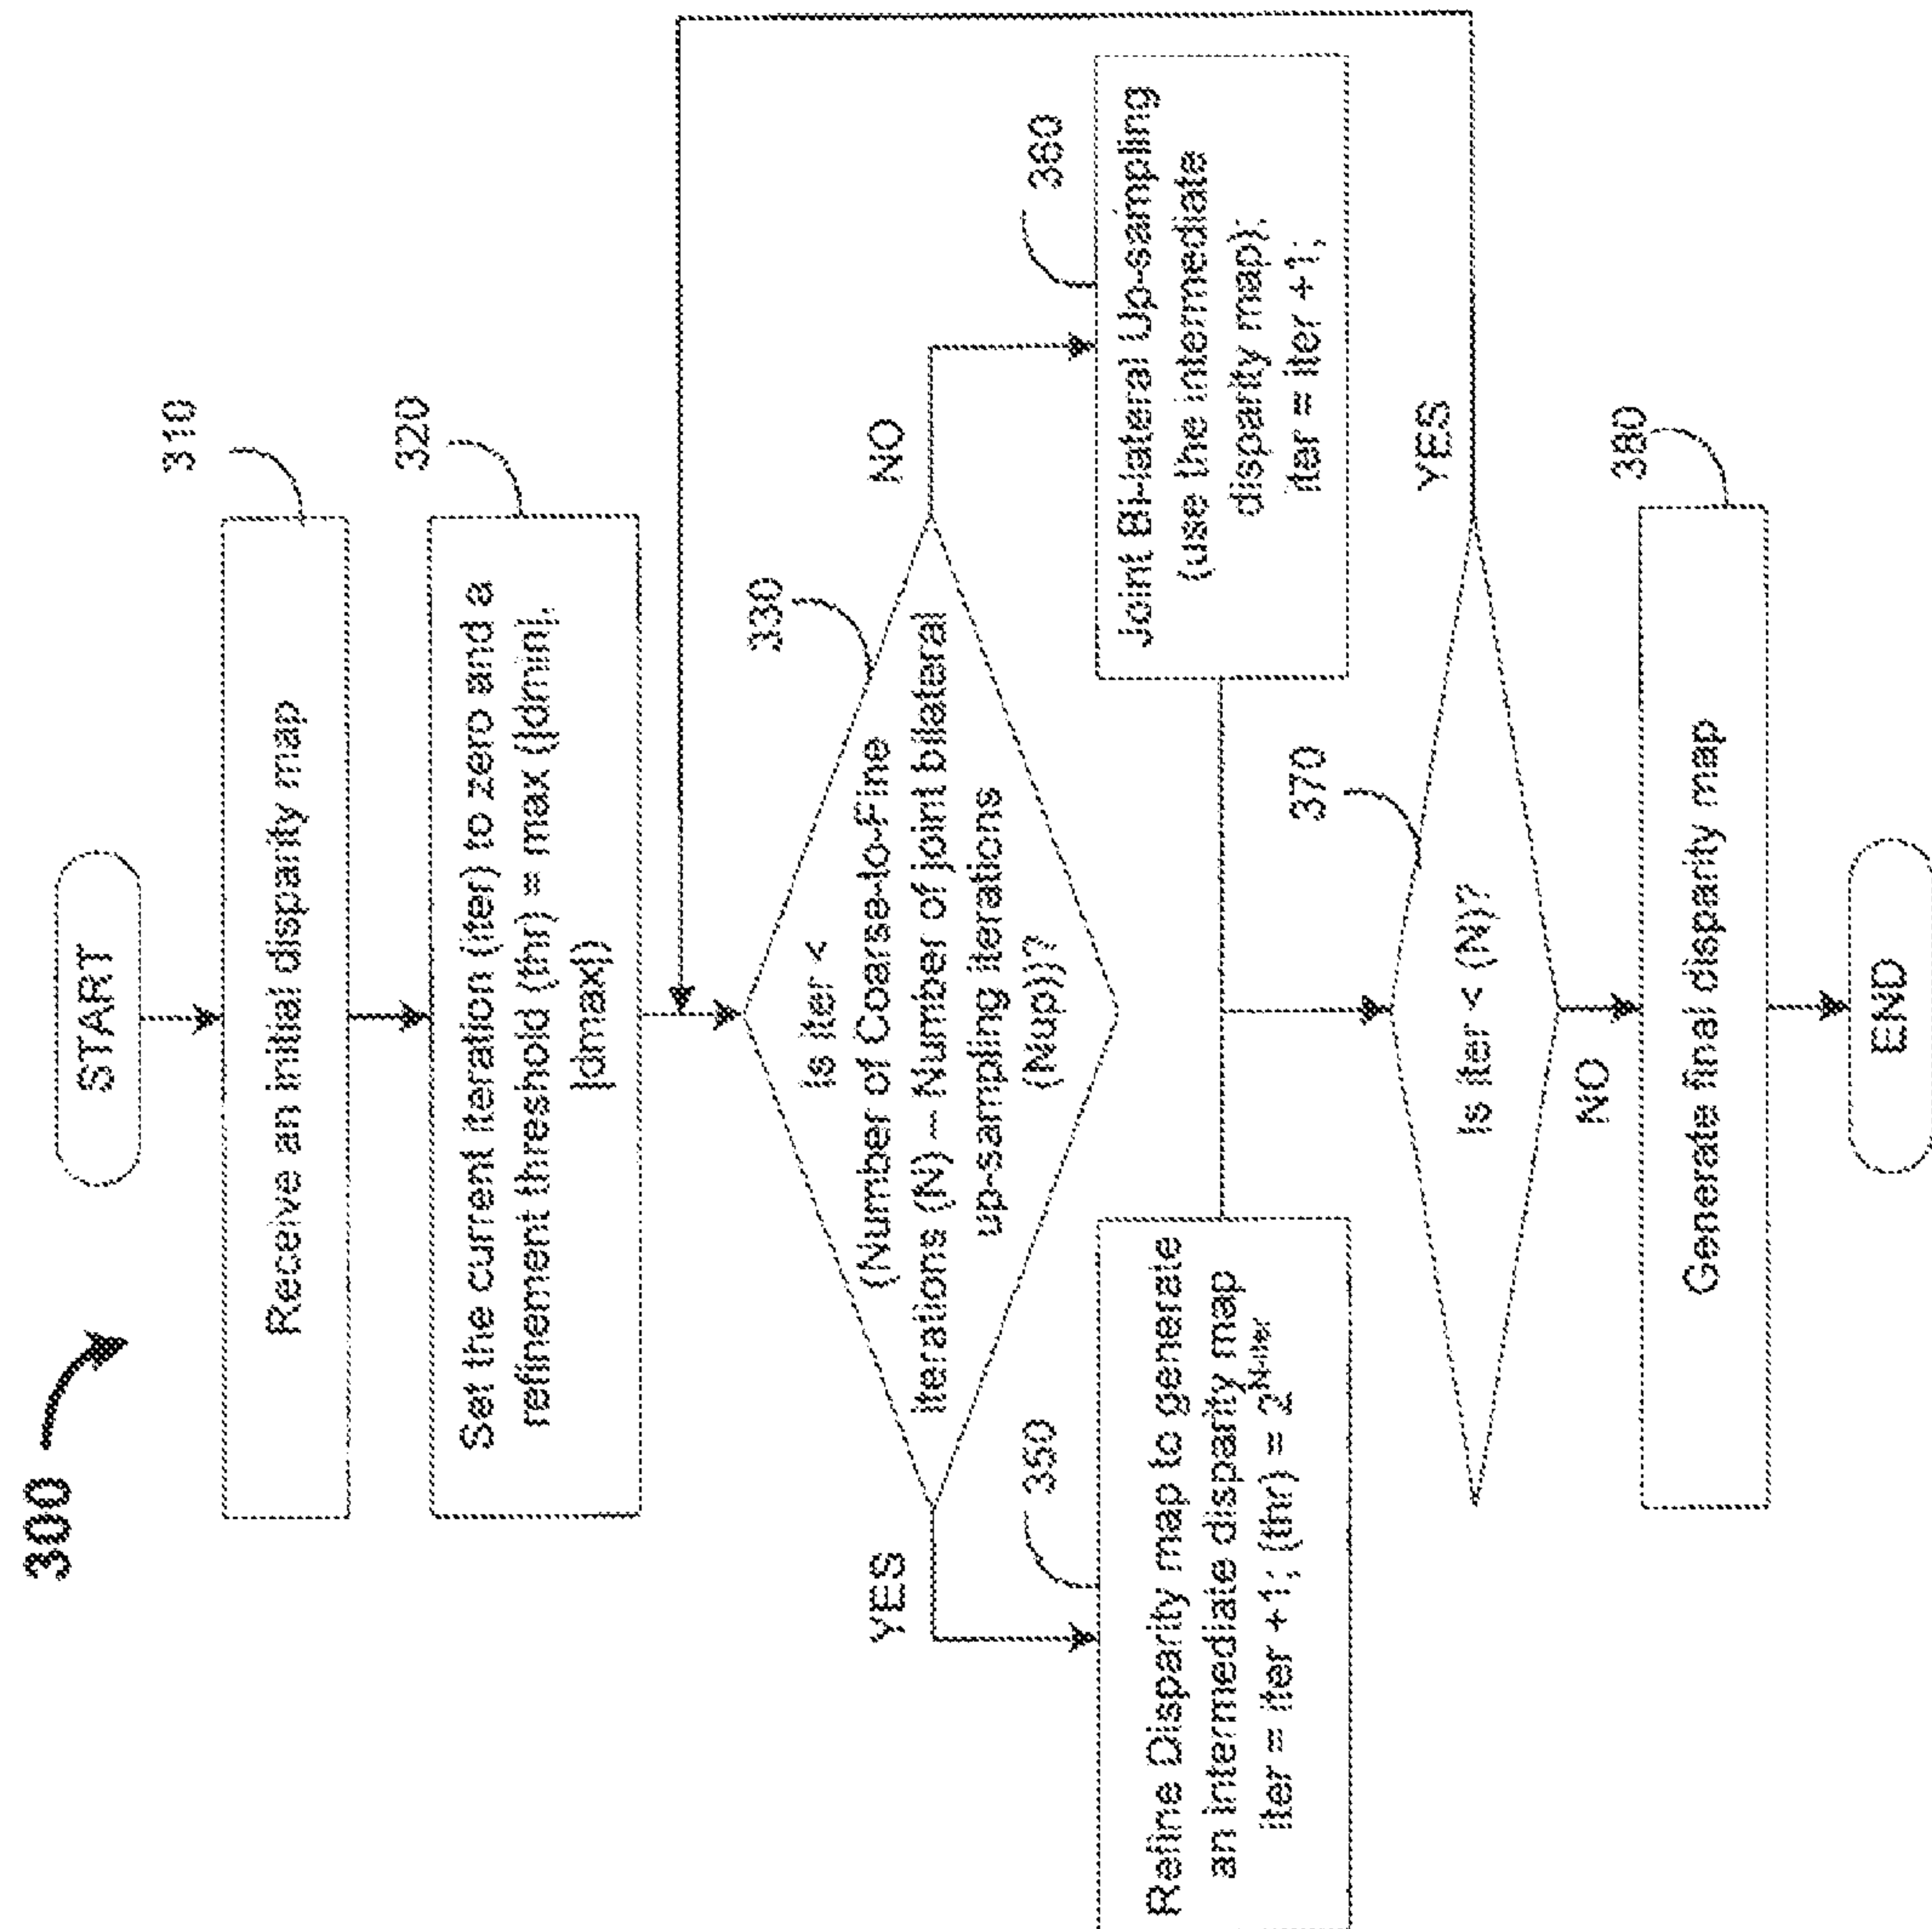 300
START
310
Receive an initial disparity map
320
Set the current iteration (iter) to zero and a
refinement threshold (thr) = max (|dmin|,
|dmax|)
330
Is iter <
(Number of Coarse-to-Fine
iterations (N) – Number of joint bilateral
up-sampling iterations
(Nup))?
YES
NO
350
Refine Disparity map to generate
an intermediate disparity map
iter = iter +1; (thr) = 2^N-iter
360
Joint Bi-lateral Up-sampling
(use the intermediate
disparity map);
iter = iter +1;
370
Is iter < (N)?
YES
NO
380
Generate final disparity map
END